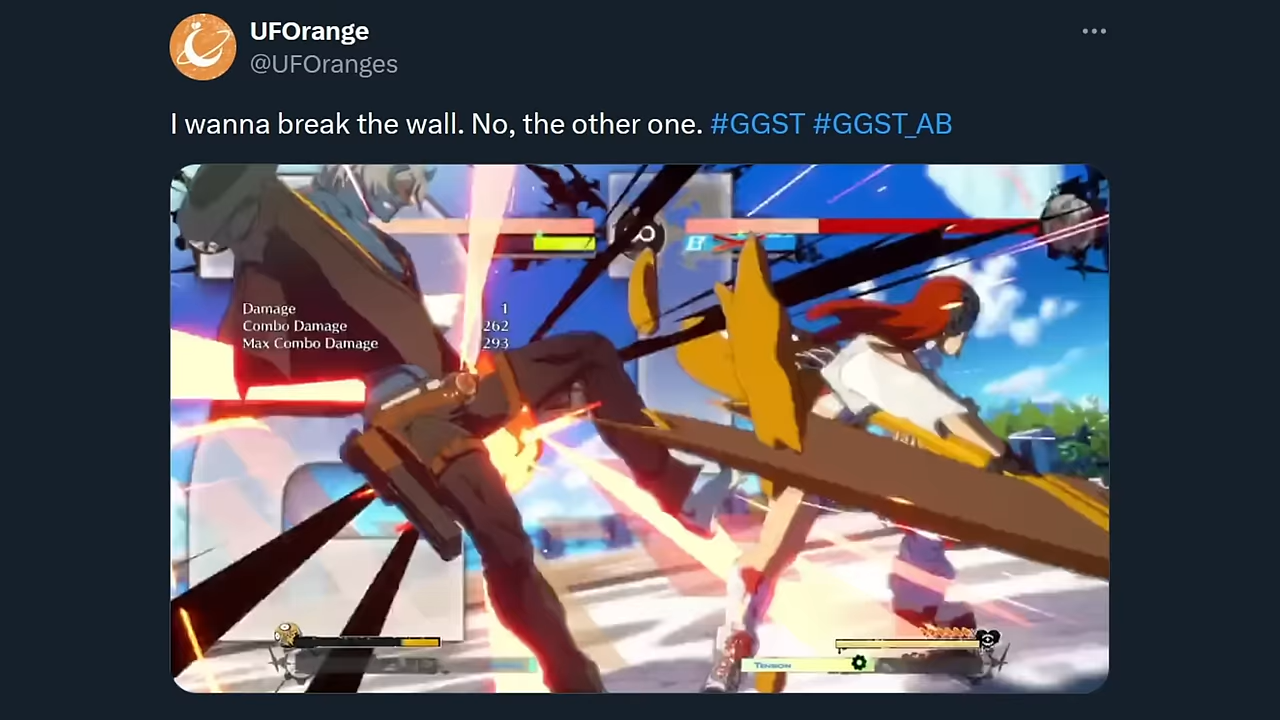 UFOrange
@UFOranges
I wanna break the wall. No, the other one. #GGST #GGST_AB
Damage 1
Combo Damage 262
Max Combo Damage 293
TENSION